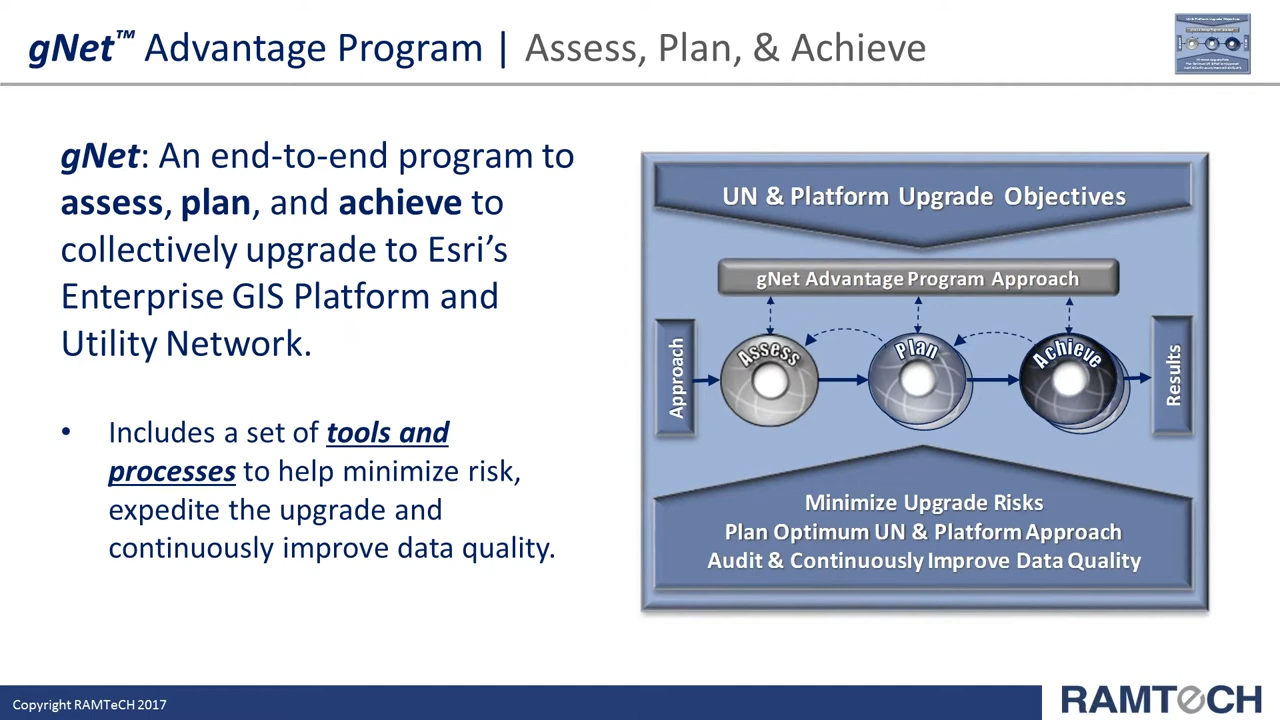 gNet™ Advantage Program | Assess, Plan, & Achieve
gNet: An end-to-end program to
assess, plan, and achieve to
collectively upgrade to Esri’s
Enterprise GIS Platform and
Utility Network.
• Includes a set of tools and
processes to help minimize risk,
expedite the upgrade and
continuously improve data quality.
UN & Platform Upgrade Objectives
gNet Advantage Program Approach
Approach
Assess
Plan
Achieve
Results
Minimize Upgrade Risks
Plan Optimum UN & Platform Approach
Audit & Continuously Improve Data Quality
Copyright RAMTeCH 2017
RAMTeCH